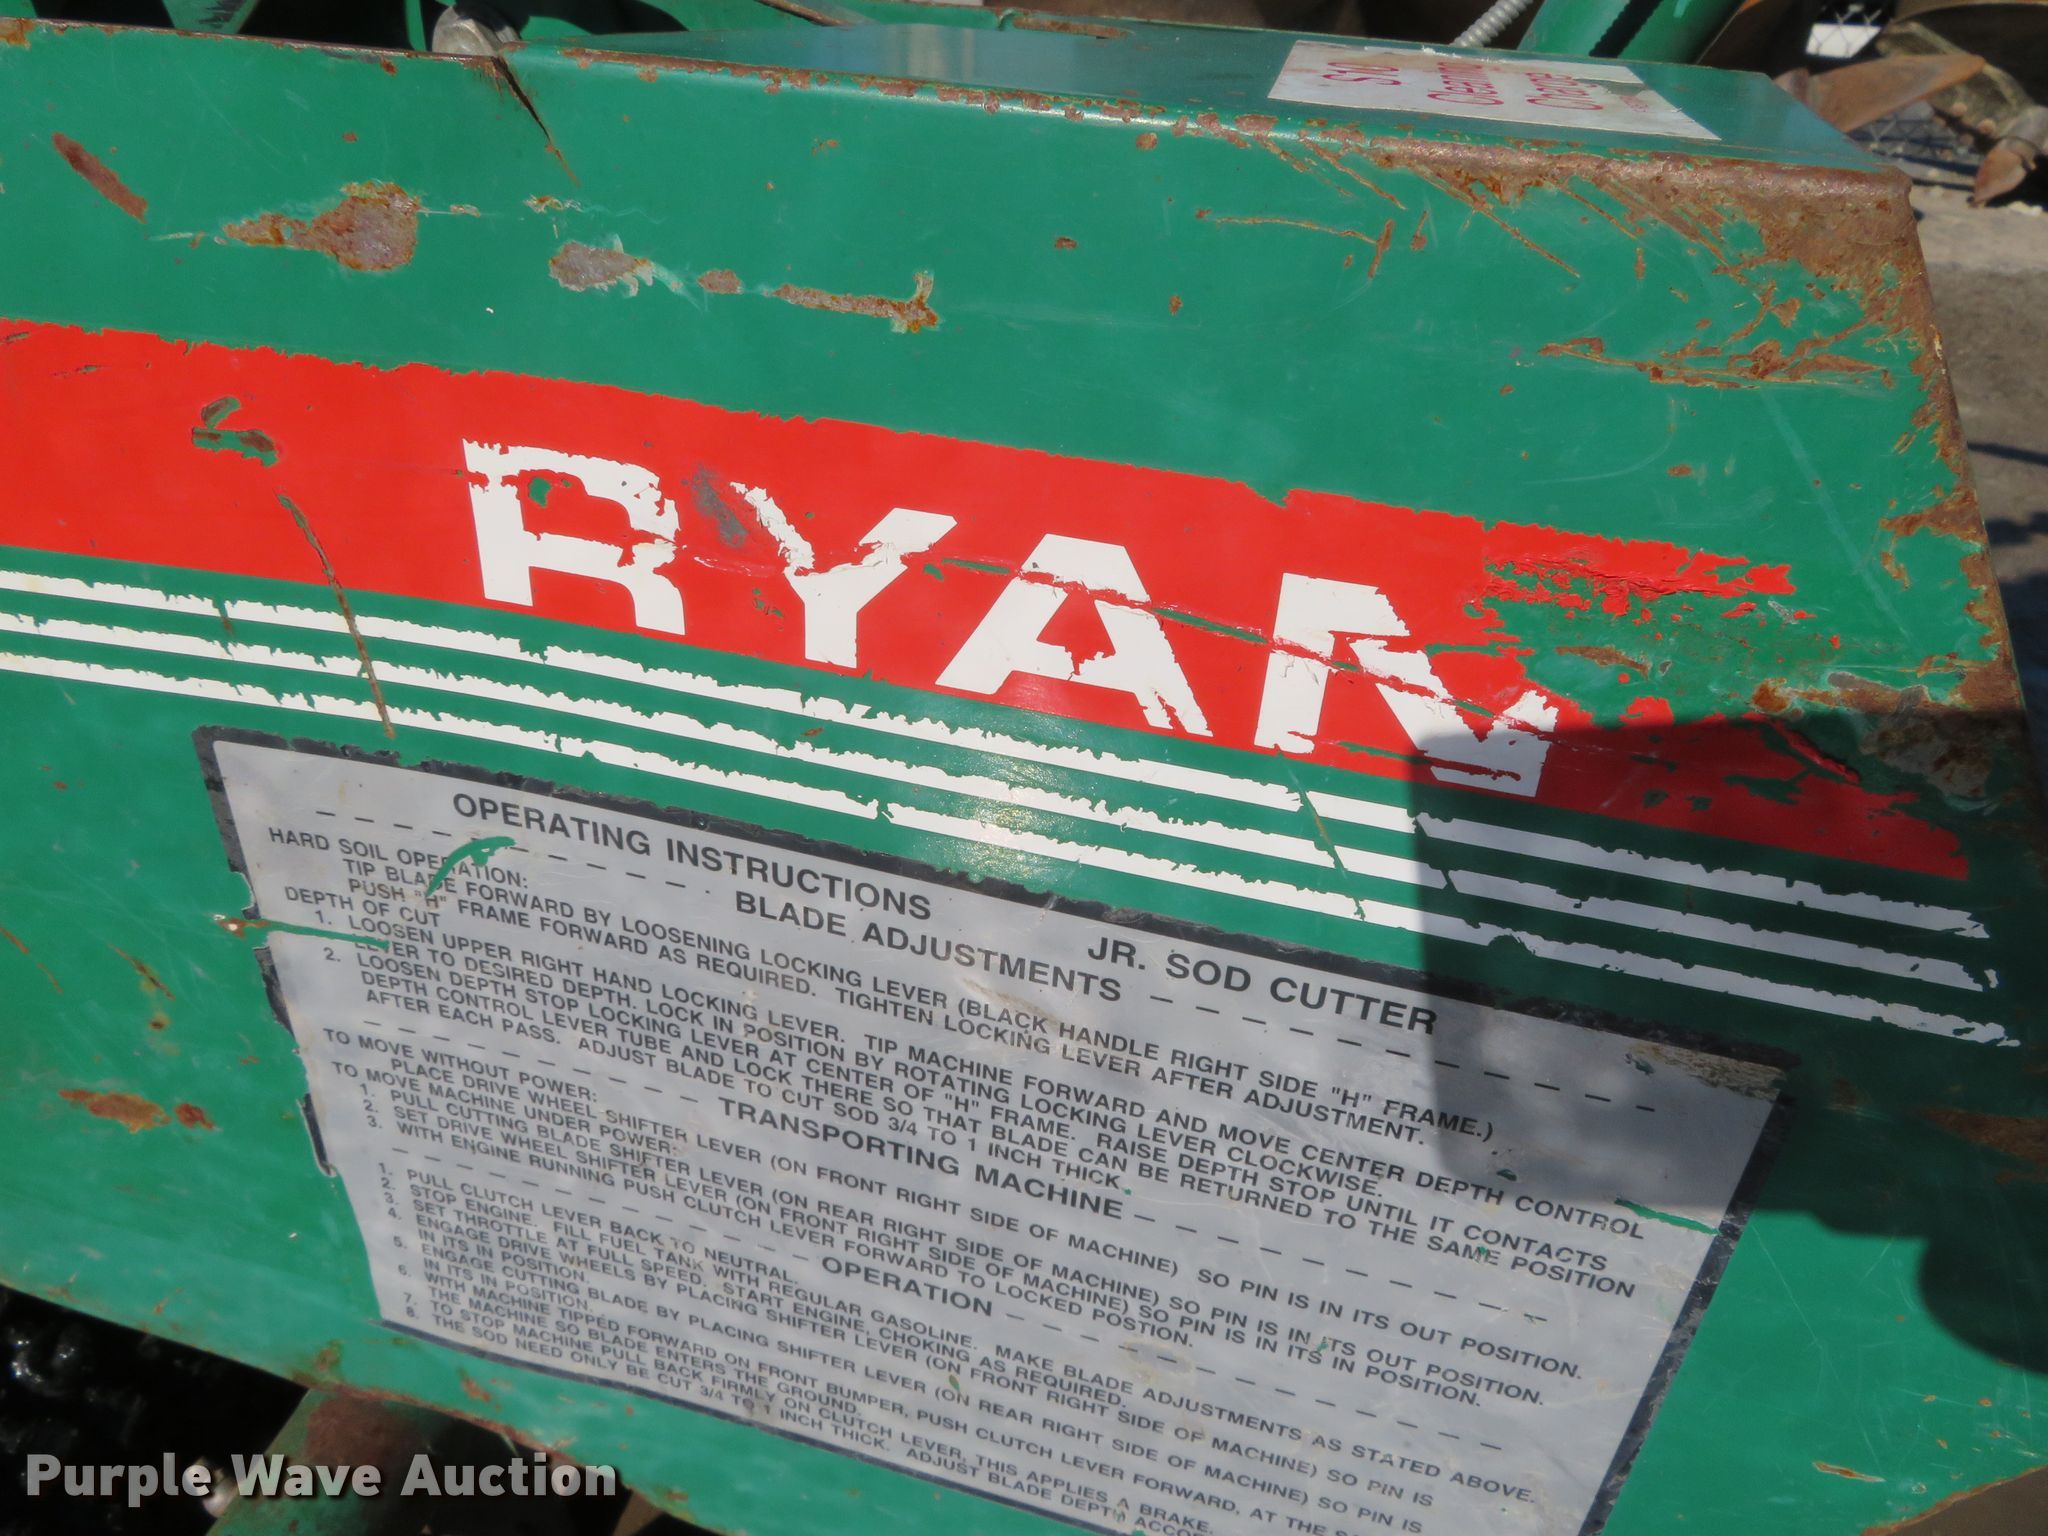 $10
Cleaning
Charge
RYAN
OPERATING INSTRUCTIONS
JR. SOD CUTTER
BLADE ADJUSTMENTS
HARD SOIL OPERATION:
TIP BLADE FORWARD BY LOOSENING LOCKING LEVER (BLACK HANDLE RIGHT SIDE "H" FRAME.)
PUSH "H" FRAME FORWARD AS REQUIRED. TIGHTEN LOCKING LEVER AFTER ADJUSTMENT.
DEPTH OF CUT
1. LOOSEN UPPER RIGHT HAND LOCKING LEVER. TIP MACHINE FORWARD AND MOVE CENTER DEPTH CONTROL
LEVER TO DESIRED DEPTH. LOCK IN POSITION BY ROTATING LOCKING LEVER CLOCKWISE.
2. LOOSEN DEPTH STOP LOCKING LEVER AT CENTER OF "H" FRAME. RAISE DEPTH STOP UNTIL IT CONTACTS
DEPTH CONTROL LEVER TUBE AND LOCK THERE SO THAT BLADE CAN BE RETURNED TO THE SAME POSITION
AFTER EACH PASS. ADJUST BLADE TO CUT SOD 3/4 TO 1 INCH THICK.
TRANSPORTING MACHINE
TO MOVE WITHOUT POWER:
PLACE DRIVE WHEEL SHIFTER LEVER (ON FRONT RIGHT SIDE OF MACHINE) SO PIN IS IN ITS OUT POSITION.
TO MOVE MACHINE UNDER POWER:
1. PULL CUTTING BLADE SHIFTER LEVER (ON REAR RIGHT SIDE OF MACHINE) SO PIN IS IN ITS OUT POSITION.
2. SET DRIVE WHEEL SHIFTER LEVER (ON FRONT RIGHT SIDE OF MACHINE) SO PIN IS IN ITS IN POSITION.
3. WITH ENGINE RUNNING PUSH CLUTCH LEVER FORWARD TO LOCKED POSTION.
OPERATION
1. PULL CLUTCH LEVER BACK TO NEUTRAL.
2. STOP ENGINE. FILL FUEL TANK WITH REGULAR GASOLINE. MAKE BLADE ADJUSTMENTS AS STATED ABOVE.
3. SET THROTTLE AT FULL SPEED. START ENGINE, CHOKING AS REQUIRED.
4. ENGAGE DRIVE WHEELS BY PLACING SHIFTER LEVER (ON FRONT RIGHT SIDE OF MACHINE) SO PIN IS
IN ITS IN POSITION.
5. ENGAGE CUTTING BLADE BY PLACING SHIFTER LEVER (ON REAR RIGHT SIDE OF MACHINE) SO PIN IS
IN ITS IN POSITION.
6. WITH MACHINE TIPPED FORWARD ON FRONT BUMPER, PUSH CLUTCH LEVER FORWARD, AT THE
THE MACHINE SO BLADE ENTERS THE GROUND.
7. TO STOP MACHINE PULL BACK FIRMLY ON CLUTCH LEVER, THIS APPLIES A BRAKE.
8. THE SOD NEED ONLY BE CUT 3/4 TO 1 INCH THICK. ADJUST BLADE DEPTH
Purple Wave Auction